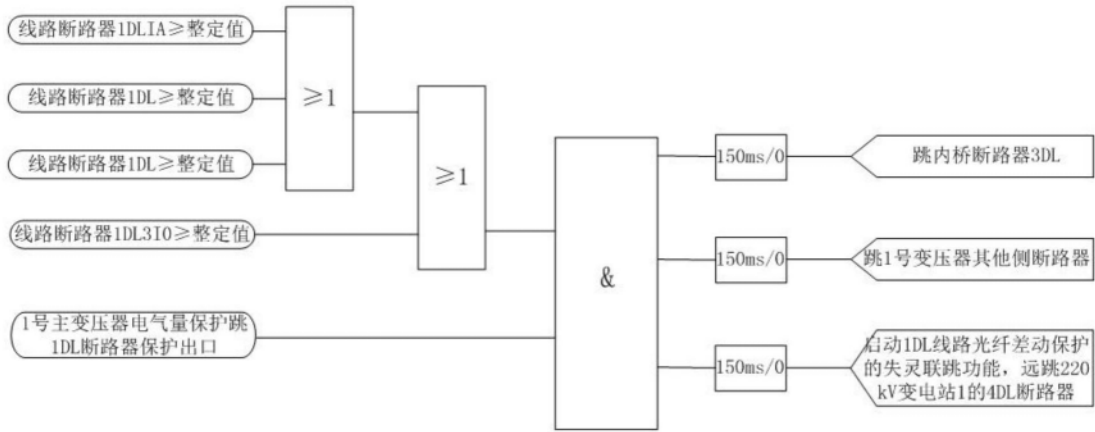 线路断路器1DLIA≥整定值
线路断路器1DL≥整定值
线路断路器1DL≥整定值
线路断路器1DL3I0≥整定值
1号主变压器电气量保护跳
1DL断路器保护出口
≥1
≥1
&
150ms/0
跳内桥断路器3DL
150ms/0
跳1号变压器其他侧断路器
150ms/0
启动1DL线路光纤差动保护
的失灵联跳功能，远跳220
kV变电站1的4DL断路器